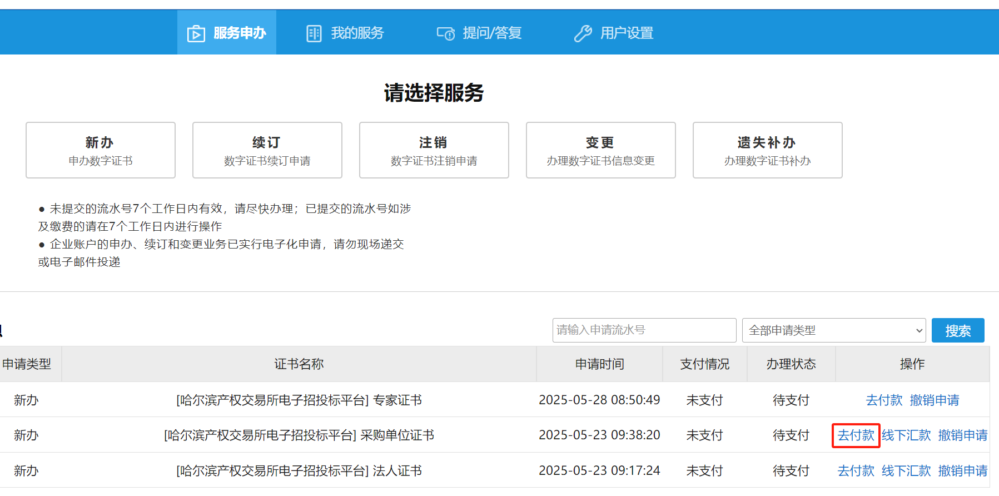 服务申办 我的服务 提问/答复 用户设置
请选择服务
新办 续订 注销 变更 遗失补办
申办数字证书 数字证书续订申请 数字证书注销申请 办理数字证书信息变更 办理数字证书补办
● 未提交的流水号7个工作日内有效，请尽快办理；已提交的流水号如涉
及缴费的请在7个工作日内进行操作
● 企业账户的申办、续订和变更业务已实行电子化申请，请勿现场递交
或电子邮件投递
请输入申请流水号 全部申请类型 搜索
申请类型 证书名称 申请时间 支付情况 办理状态 操作
新办 [哈尔滨产权交易所电子招投标平台] 专家证书 2025-05-28 08:50:49 未支付 待支付 去付款 撤销申请
新办 [哈尔滨产权交易所电子招投标平台] 采购单位证书 2025-05-23 09:38:20 未支付 待支付 去付款 线下汇款 撤销申请
新办 [哈尔滨产权交易所电子招投标平台] 法人证书 2025-05-23 09:17:24 未支付 待支付 去付款 线下汇款 撤销申请